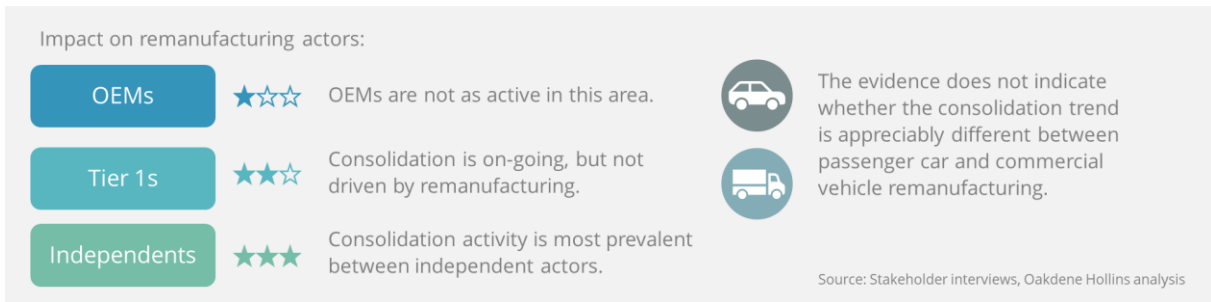 Impact on remanufacturing actors:
OEMs
OEMs are not as active in this area.
Tier 1s
Consolidation is on-going, but not
driven by remanufacturing.
Independents
Consolidation activity is most prevalent
between independent actors.
The evidence does not indicate
whether the consolidation trend
is appreciably different between
passenger car and commercial
vehicle remanufacturing.
Source: Stakeholder interviews, Oakdene Hollins analysis